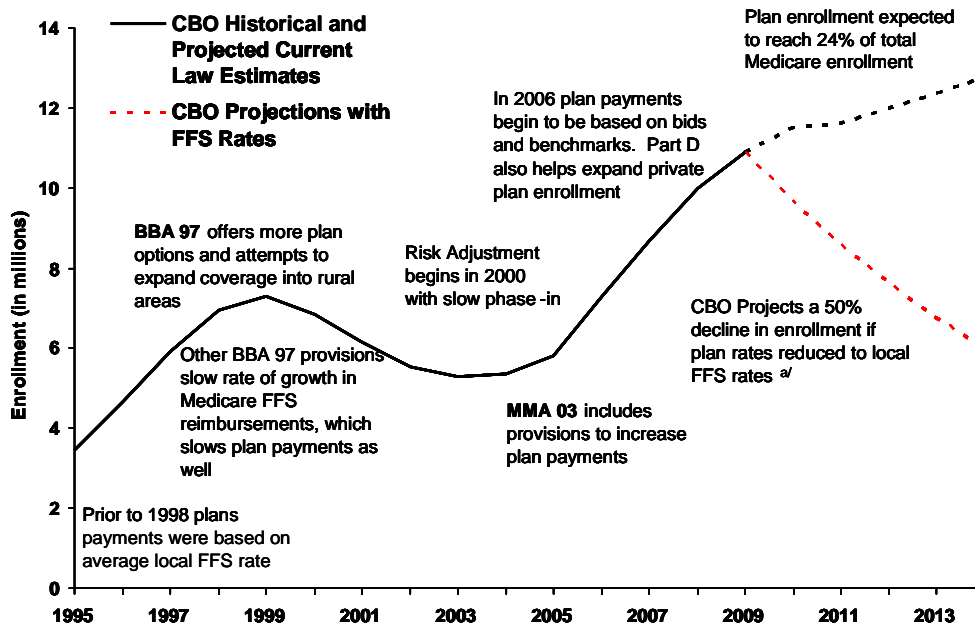 CBO Historical and
Projected Current
Law Estimates
CBO Projections with
FFS Rates
Plan enrollment expected
to reach 24% of total
Medicare enrollment
In 2006 plan payments
begin to be based on bids
and benchmarks. Part D
also helps expand private
plan enrollment
BBA 97 offers more plan
options and attempts to
expand coverage into rural
areas
Risk Adjustment
begins in 2000
with slow phase -in
CBO Projects a 50%
decline in enrollment if
plan rates reduced to local
FFS rates a/
Other BBA 97 provisions
slow rate of growth in
Medicare FFS
reimbursements, which
slows plan payments as
well
MMA 03 includes
provisions to increase
plan payments
Prior to 1998 plans
payments were based on
average local FFS rate
Enrollment (in millions)
14
12
10
8
6
4
2
0
1995 1997 1999 2001 2003 2005 2007 2009 2011 2013